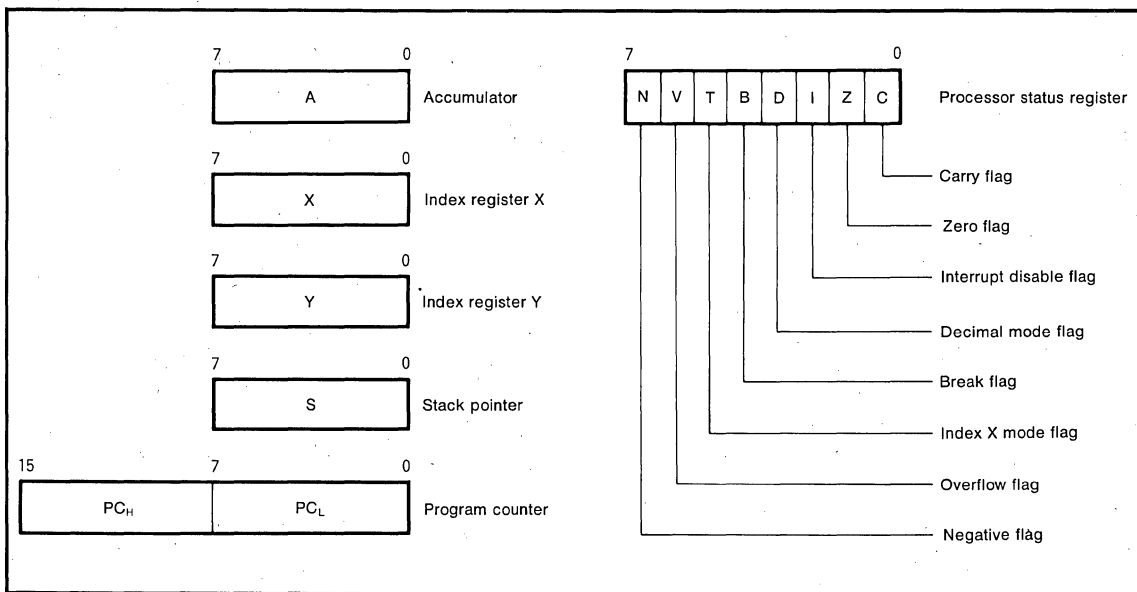 7 0
A
Accumulator
7 0
X
Index register X
7 0
Y
Index register Y
7 0
S
Stack pointer
15 7 0
PCH PCL
Program counter
7 0
N V T B D I Z C
Processor status register
Carry flag
Zero flag
Interrupt disable flag
Decimal mode flag
Break flag
Index X mode flag
Overflow flag
Negative flag